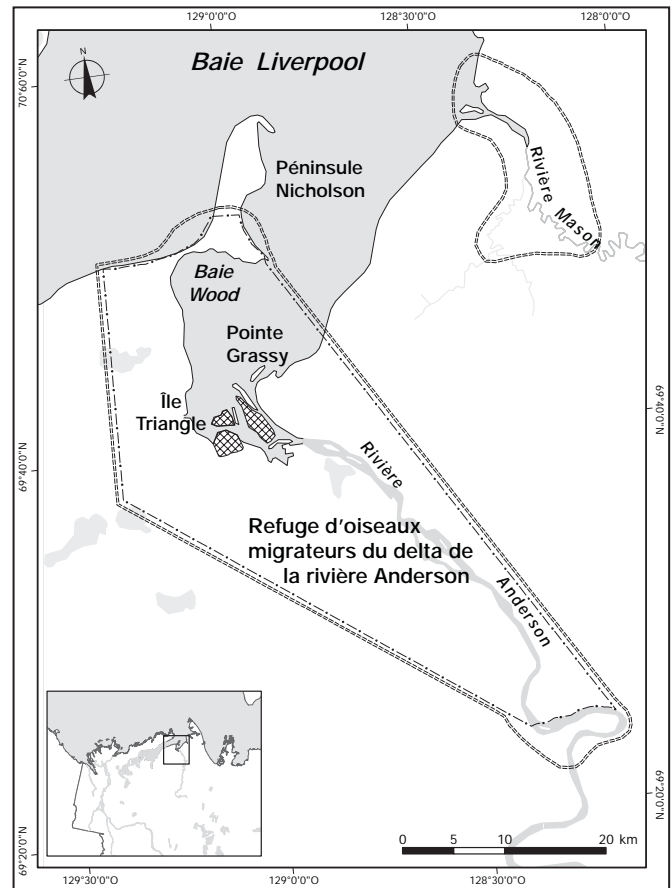 129°0'0"O
128°30'0"O
128°0'0"O
N
Baie Liverpool
70°60'0"N
Péninsule
Nicholson
Rivière Mason
Baie
Wood
Pointe
Grassy
Île
Triangle
69°40'0"N
69°40'0"N
Rivière Anderson
Refuge d'oiseaux
migrateurs du delta de
la rivière Anderson
69°20'0"N
69°20'0"N
0 5 10 20 km
129°30'0"O
129°0'0"O
128°30'0"O